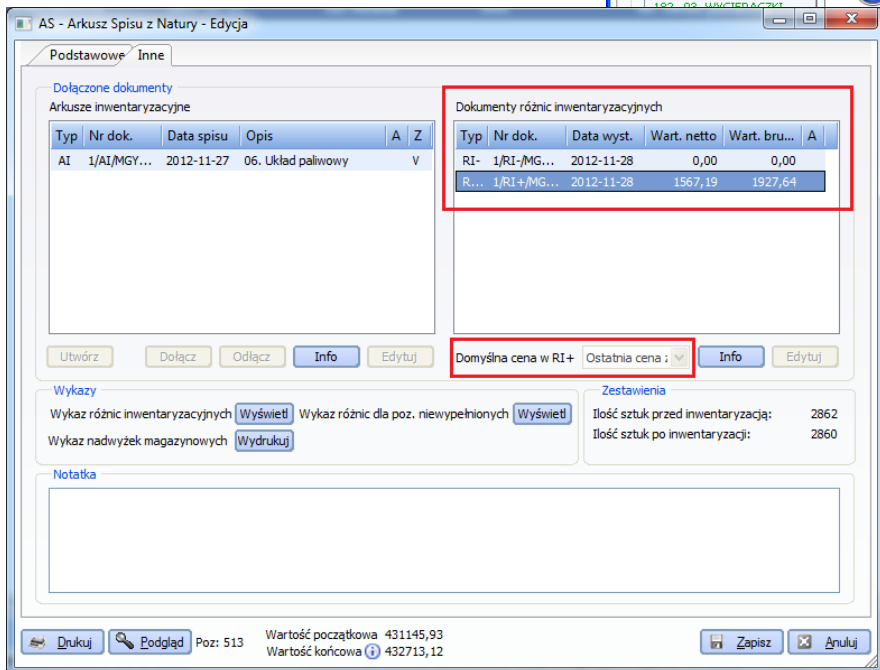 182 03 WYCIERACZKI
AS - Arkusz Spisu z Natury - Edycja
Podstawowe Inne
Dołączone dokumenty
Arkusze inwentaryzacyjne
Typ Nr dok. Data spisu Opis A Z
AI 1/AI/MGY... 2012-11-27 06. Układ paliwowy V
Dokumenty różnic inwentaryzacyjnych
Typ Nr dok. Data wyst. Wart. netto Wart. bru... A
RI- 1/RI-/MG... 2012-11-28 0,00 0,00
R... 1/RI+/MG... 2012-11-28 1567,19 1927,64
Utwórz Dołącz Odłącz Info Edytuj
Domyślna cena w RI+ Ostatnia cena z Info Edytuj
Wykazy
Wykaz różnic inwentaryzacyjnych Wyświetl Wykaz różnic dla poz. niewypełnionych Wyświetl
Wykaz nadwyżek magazynowych Wydrukuj
Zestawienia
Ilość sztuk przed inwentaryzacją: 2862
Ilość sztuk po inwentaryzacji: 2860
Notatka
Drukuj Podgląd Poz: 513
Wartość początkowa 431145,93
Wartość końcowa 432713,12
Zapisz Anuluj